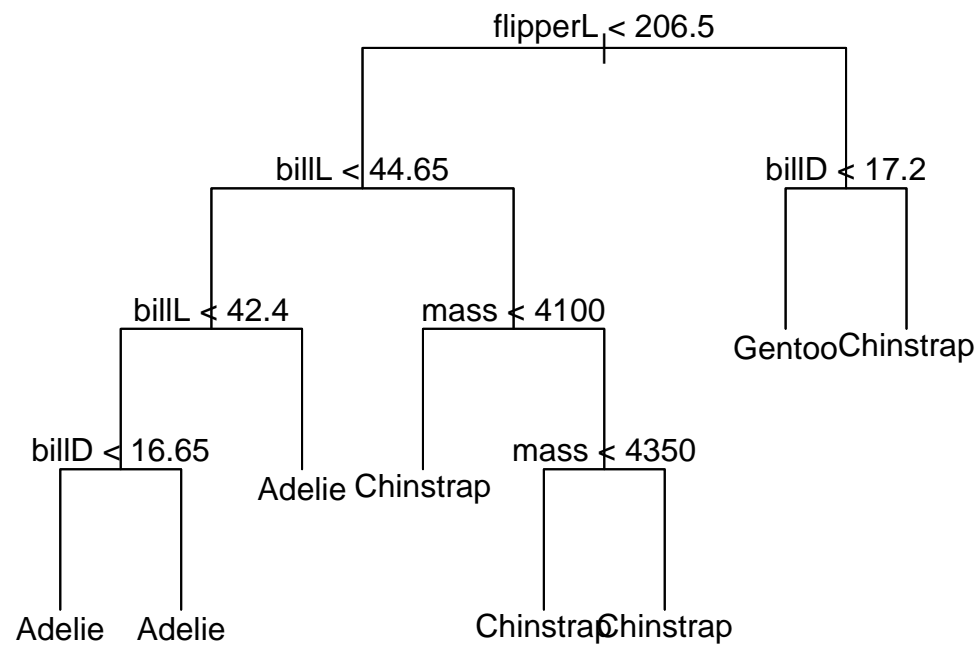 flipperL < 206.5
billL < 44.65
billD < 17.2
billL < 42.4
mass < 4100
Gentoo
Chinstrap
billD < 16.65
mass < 4350
Adelie
Chinstrap
Adelie
Adelie
Chinstrap
Chinstrap